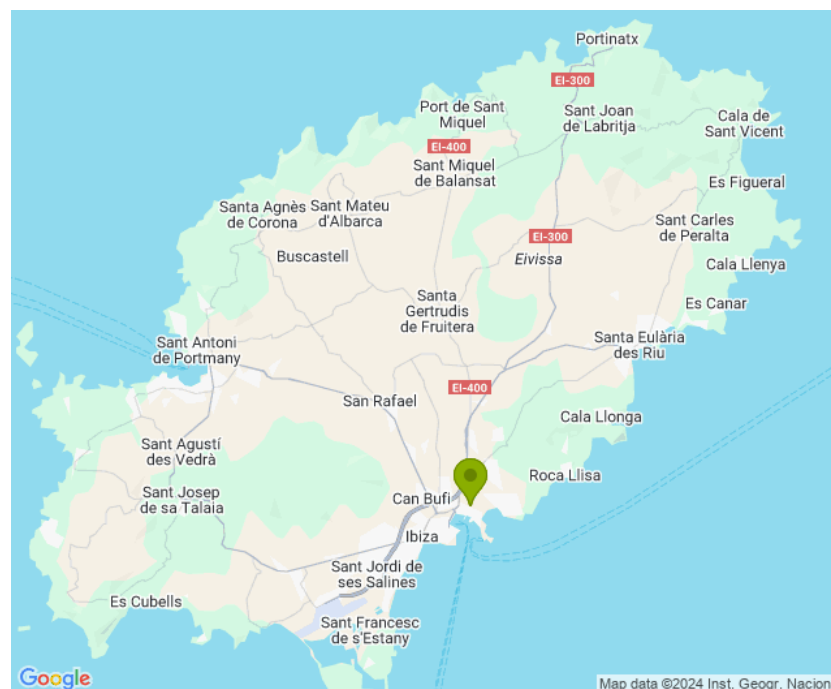 Portinatx
EI-300
Port de Sant
Miquel
Sant Joan
de Labritja
Cala de
Sant Vicent
EI-400
Sant Miquel
de Balansat
Es Figueral
Santa Agnès
de Corona
Sant Mateu
d'Albarca
Sant Carles
de Peralta
EI-300
Buscastell
Eivissa
Cala Llenya
Santa
Gertrudis
de Fruitera
Es Canar
Sant Antoni
de Portmany
Santa Eulària
des Riu
EI-400
San Rafael
Cala Llonga
Sant Agustí
des Vedrà
Roca Llisa
Sant Josep
de sa Talaia
Can Bufi
Ibiza
Sant Jordi de
ses Salines
Es Cubells
Sant Francesc
de s'Estany
Google
Map data ©2024 Inst. Geogr. Nacion